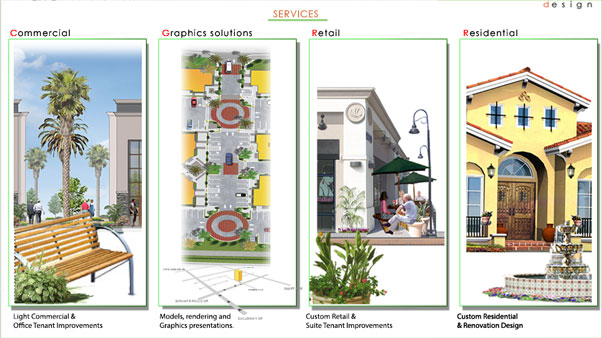 design
SERVICES
Commercial
Graphics solutions
Retail
Residential
Light Commercial &
Office Tenant Improvements
Models, rendering and
Graphics presentations.
Custom Retail &
Suite Tenant Improvements
Custom Residential
& Renovation Design